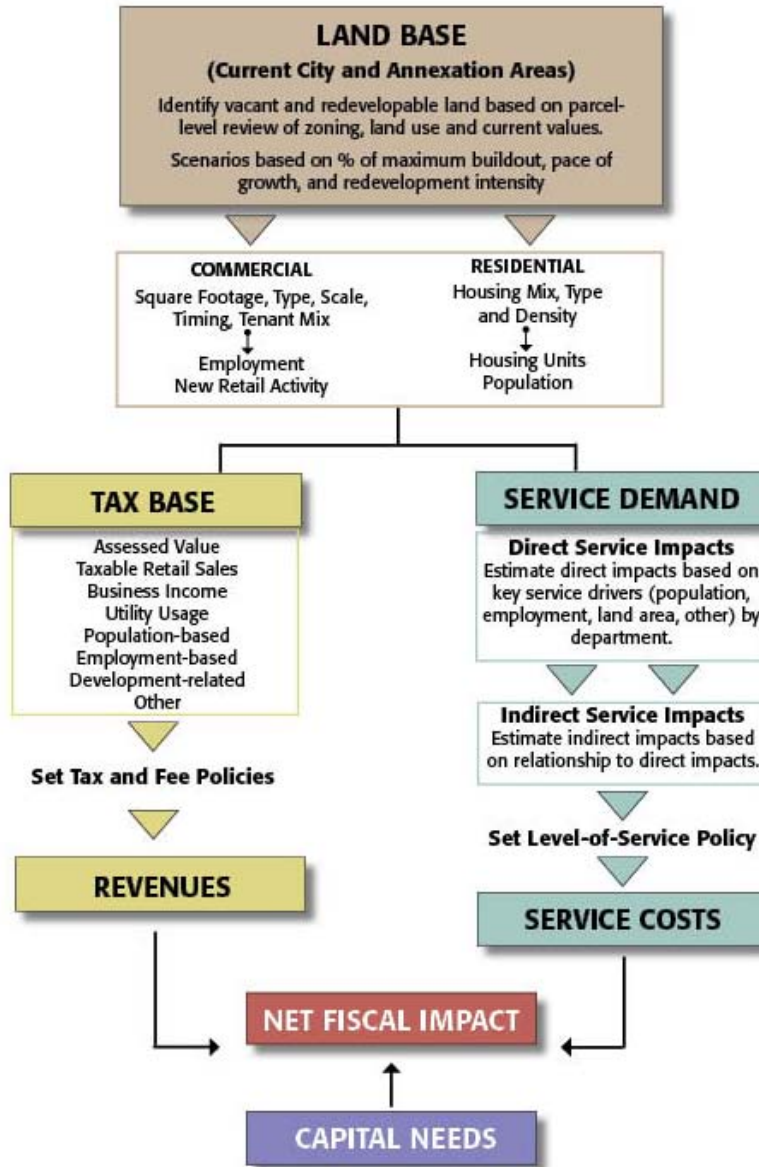 LAND BASE
(Current City and Annexation Areas)
Identify vacant and redevelopable land based on parcel-
level review of zoning, land use and current values.
Scenarios based on % of maximum buildout, pace of
growth, and redevelopment intensity
COMMERCIAL
Square Footage, Type, Scale,
Timing, Tenant Mix
Employment
New Retail Activity
RESIDENTIAL
Housing Mix, Type
and Density
Housing Units
Population
TAX BASE
Assessed Value
Taxable Retail Sales
Business Income
Utility Usage
Population-based
Employment-based
Development-related
Other
Set Tax and Fee Policies
REVENUES
SERVICE DEMAND
Direct Service Impacts
Estimate direct impacts based on
key service drivers (population,
employment, land area, other) by
department.
Indirect Service Impacts
Estimate indirect impacts based
on relationship to direct impacts.
Set Level-of-Service Policy
SERVICE COSTS
NET FISCAL IMPACT
CAPITAL NEEDS